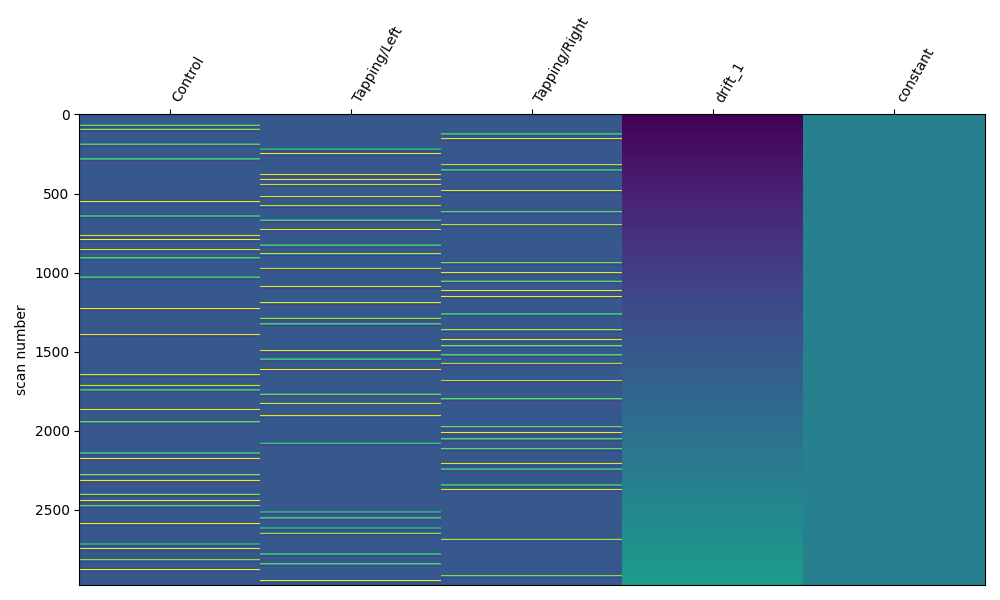 Control
Tapping/Left
Tapping/Right
drift_1
constant
0
500
1000
1500
2000
2500
scan number